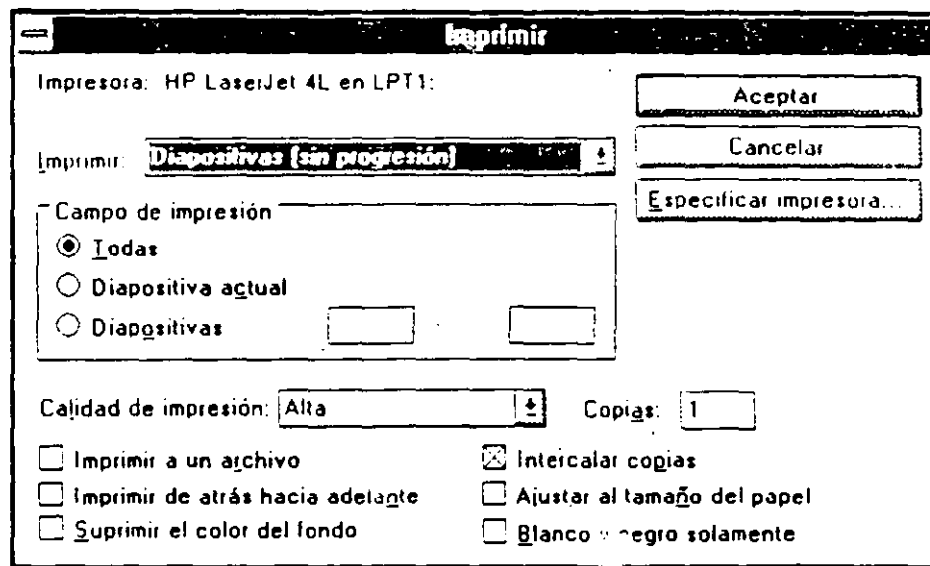 Imprimir
Impresora: HP LaserJet 4L en LPT1:
Aceptar
Imprimir: Diapositivas (sin progresión)
Cancelar
Especificar impresora...
Campo de impresión
Todas
Diapositiva actual
Diapositivas
Calidad de impresión: Alta
Copias: 1
Imprimir a un archivo
Intercalar copias
Imprimir de atrás hacia adelante
Ajustar al tamaño del papel
Suprimir el color del fondo
Blanco y negro solamente